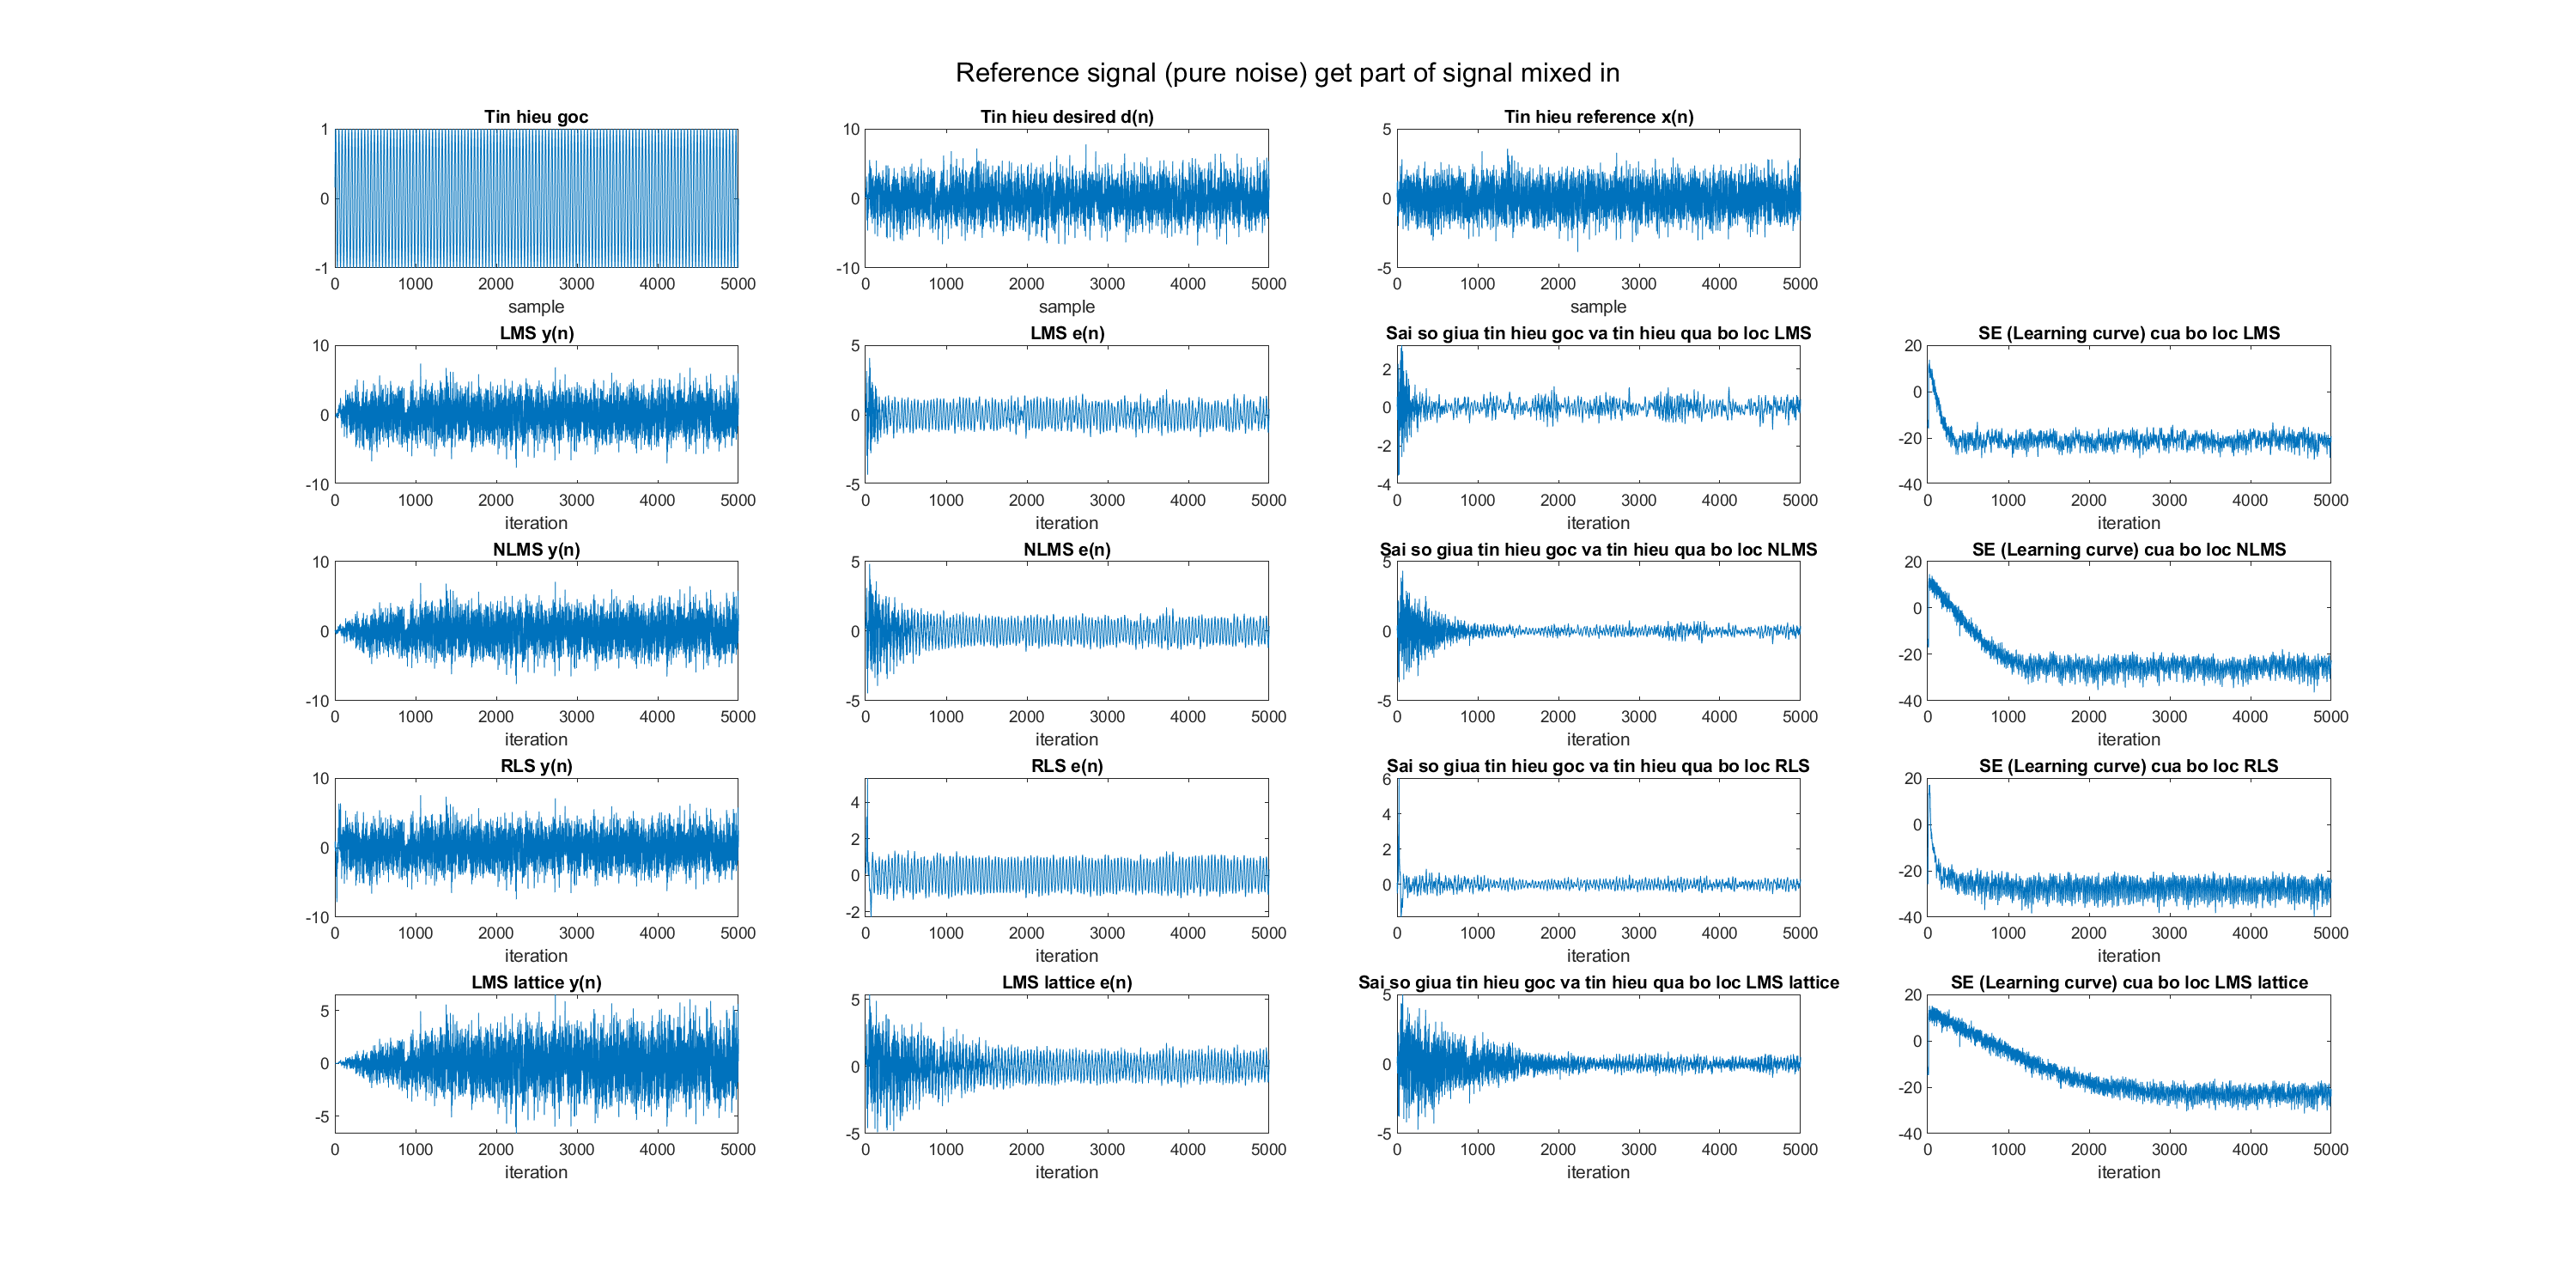 Reference signal (pure noise) get part of signal mixed in
Tin hieu goc
1
0
-1
0 1000 2000 3000 4000 5000
sample
Tin hieu desired d(n)
10
0
-10
0 1000 2000 3000 4000 5000
sample
Tin hieu reference x(n)
5
0
-5
0 1000 2000 3000 4000 5000
sample
LMS y(n)
10
0
-10
0 1000 2000 3000 4000 5000
iteration
LMS e(n)
5
0
-5
0 1000 2000 3000 4000 5000
iteration
Sai so giua tin hieu goc va tin hieu qua bo loc LMS
2
0
-2
-4
0 1000 2000 3000 4000 5000
iteration
SE (Learning curve) cua bo loc LMS
20
0
-20
-40
0 1000 2000 3000 4000 5000
iteration
NLMS y(n)
10
0
-10
0 1000 2000 3000 4000 5000
iteration
NLMS e(n)
5
0
-5
0 1000 2000 3000 4000 5000
iteration
Sai so giua tin hieu goc va tin hieu qua bo loc NLMS
5
0
-5
0 1000 2000 3000 4000 5000
iteration
SE (Learning curve) cua bo loc NLMS
20
0
-20
-40
0 1000 2000 3000 4000 5000
iteration
RLS y(n)
10
0
-10
0 1000 2000 3000 4000 5000
iteration
RLS e(n)
4
2
0
-2
0 1000 2000 3000 4000 5000
iteration
Sai so giua tin hieu goc va tin hieu qua bo loc RLS
6
4
2
0
0 1000 2000 3000 4000 5000
iteration
SE (Learning curve) cua bo loc RLS
20
0
-20
-40
0 1000 2000 3000 4000 5000
iteration
LMS lattice y(n)
5
0
-5
0 1000 2000 3000 4000 5000
iteration
LMS lattice e(n)
5
0
-5
0 1000 2000 3000 4000 5000
iteration
Sai so giua tin hieu goc va tin hieu qua bo loc LMS lattice
5
0
-5
0 1000 2000 3000 4000 5000
iteration
SE (Learning curve) cua bo loc LMS lattice
20
0
-20
-40
0 1000 2000 3000 4000 5000
iteration